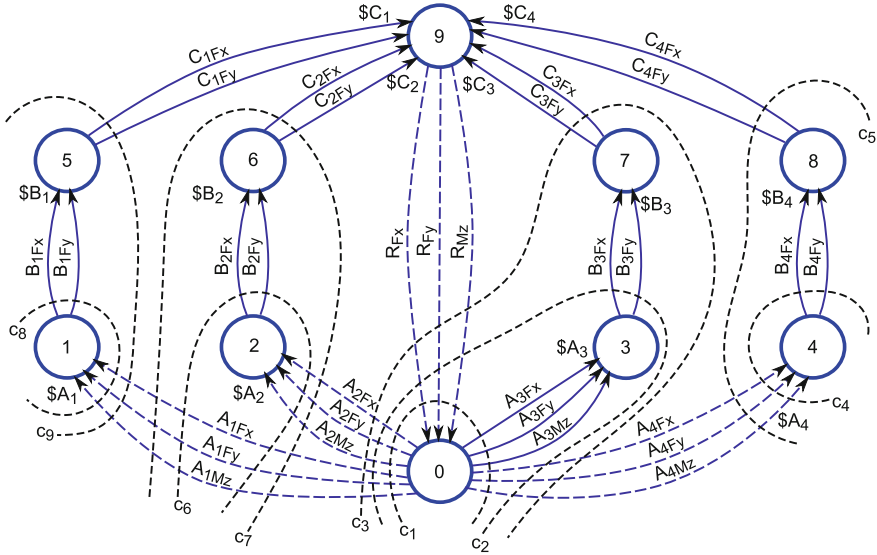 $C₁
9
$C₄
C₁Fx
C₁Fy
C₂Fx
C₂Fy
$C₂
$C₃
C₃Fx
C₃Fy
C₄Fx
C₄Fy
c₅
5
6
7
8
$B₁
$B₂
$B₃
$B₄
B₁Fx
B₁Fy
B₂Fx
B₂Fy
RFx
RFy
RMz
B₃Fx
B₃Fy
B₄Fx
B₄Fy
c₈
1
2
3
4
$A₁
$A₂
$A₃
$A₄
c₄
c₉
A₁Fx
A₁Fy
A₁Mz
A₂Fx
A₂Fy
A₂Mz
A₃Fx
A₃Fy
A₃Mz
A₄Fx
A₄Fy
A₄Mz
0
c₆
c₇
c₃
c₁
c₂